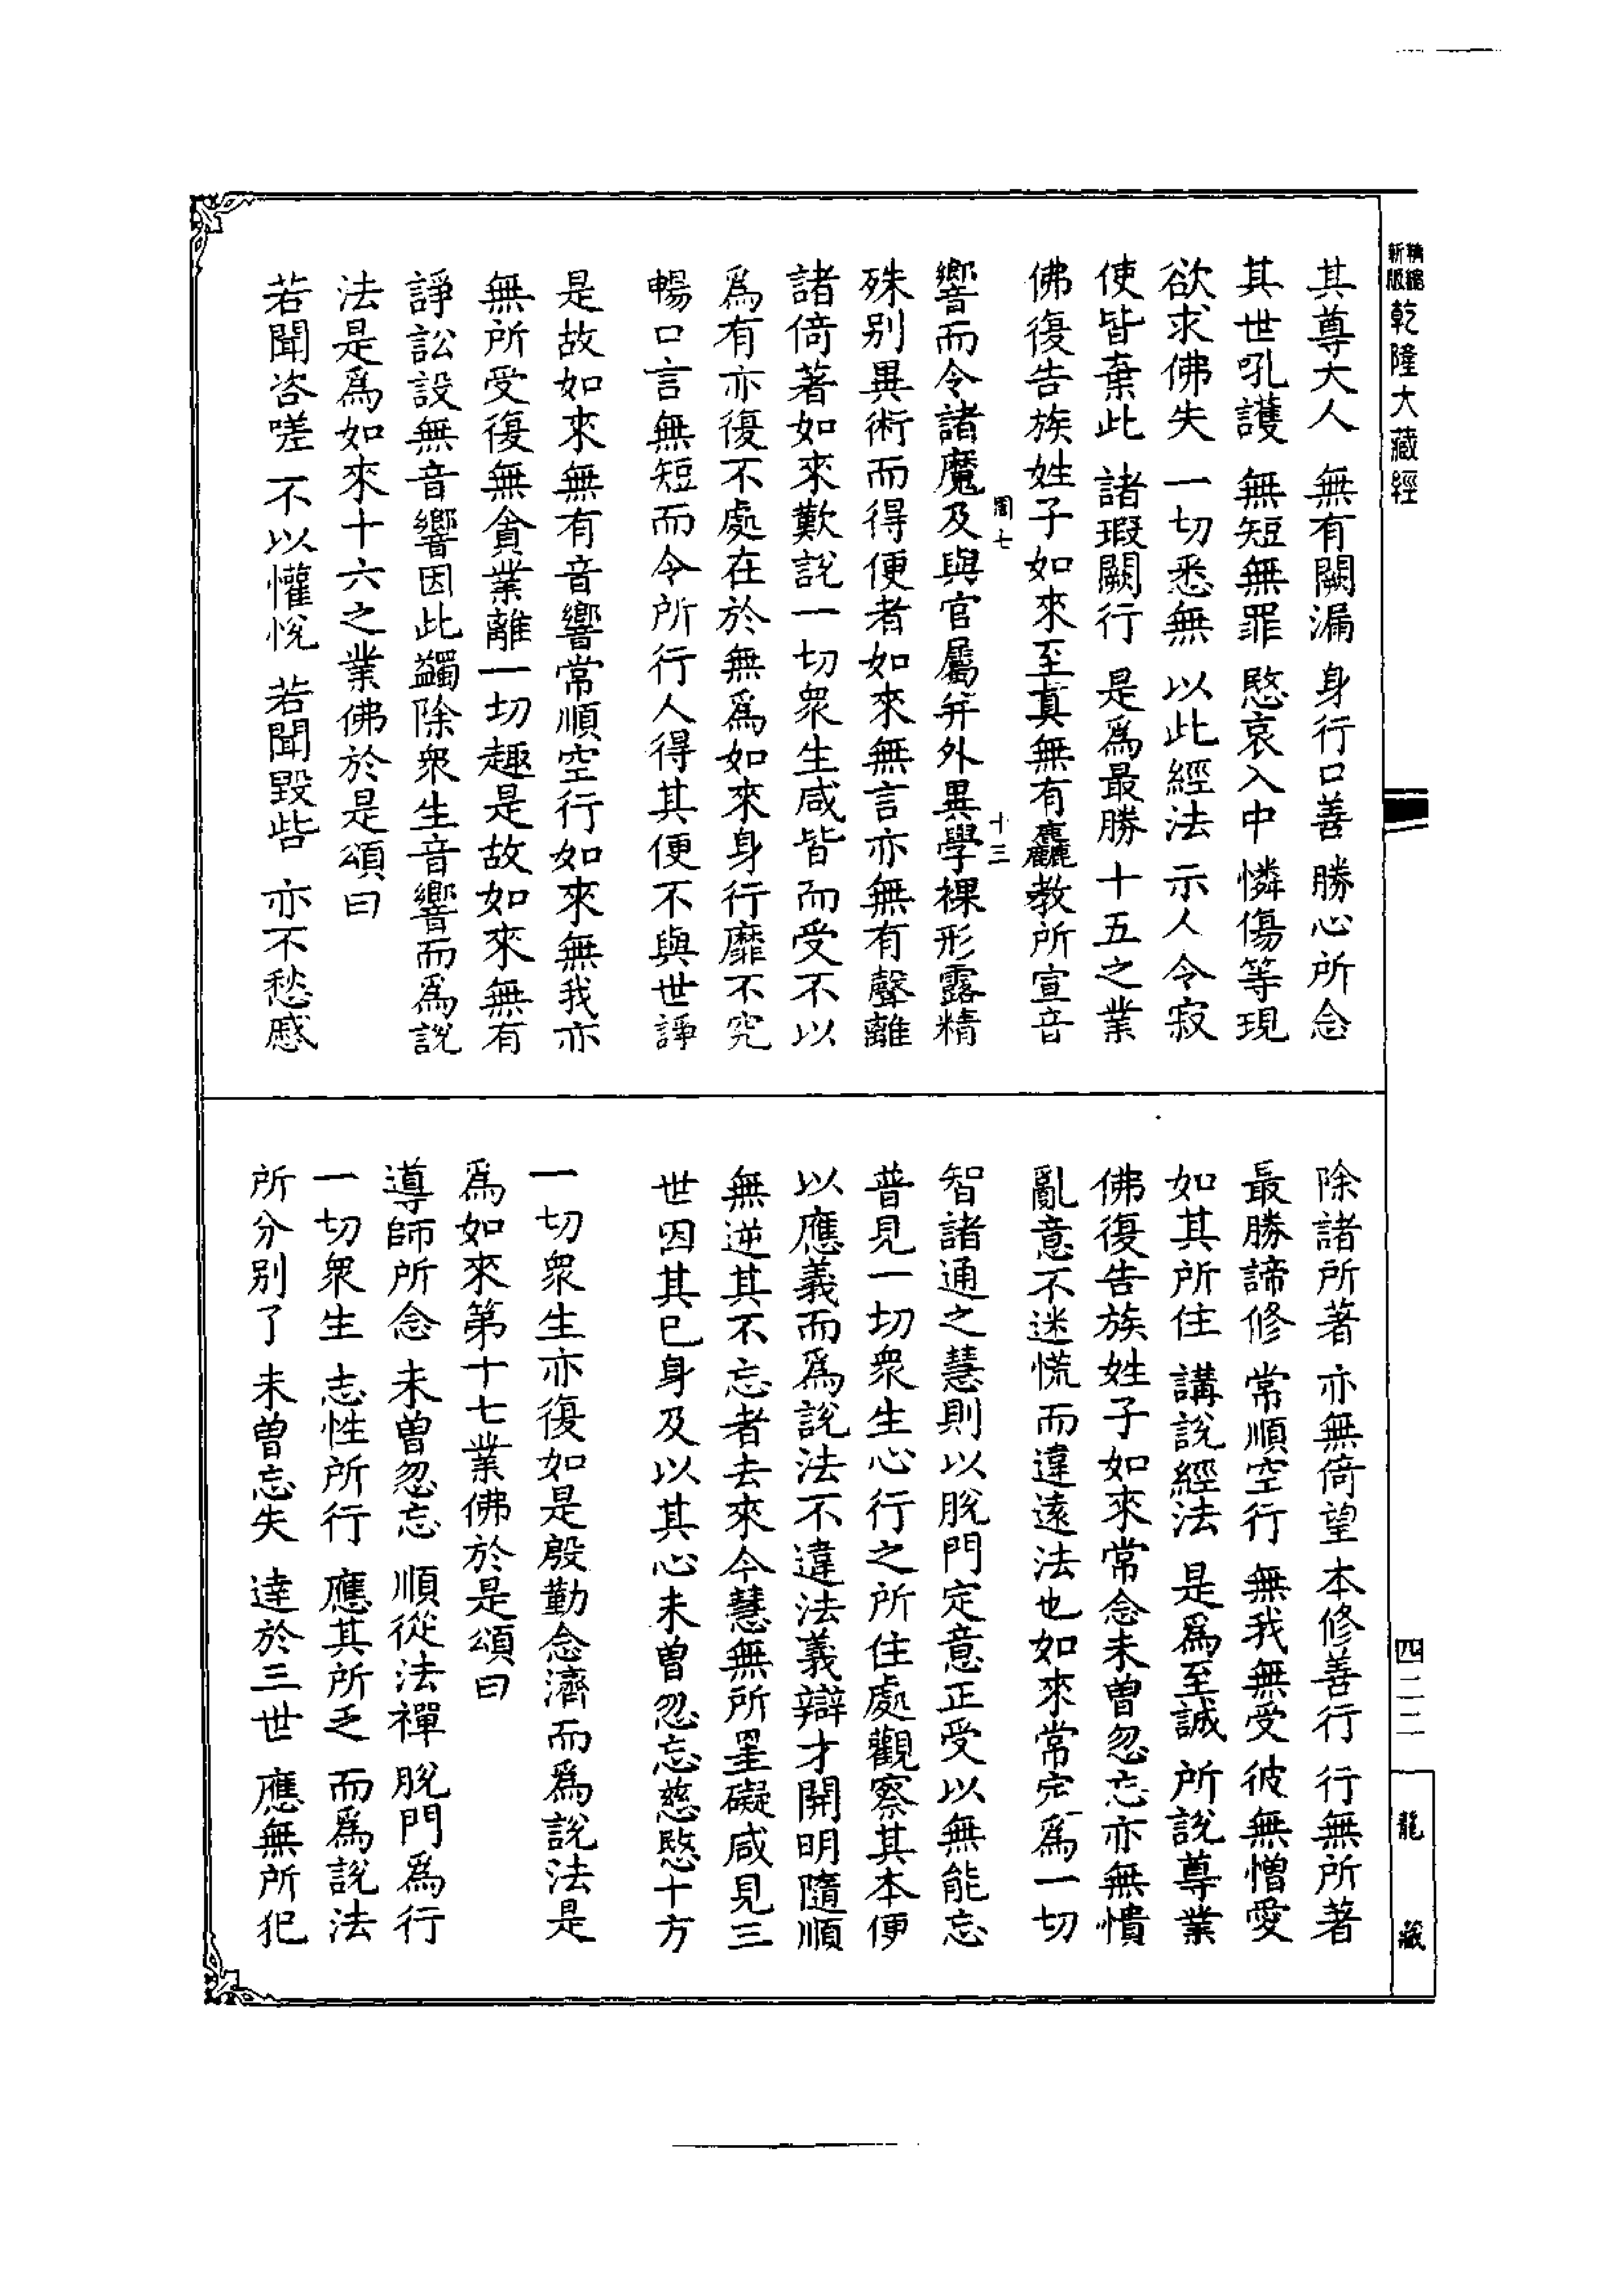 精縮新版 乾隆大藏經
四二二
龍藏
其尊大人 無有闕漏 身行口善 勝心所念
其世吼護 無短無罪 愍哀入中 憐傷等現
欲求佛失 一切悉無 以此經法 示人令寂
使皆棄此 諸瑕闕行 是爲最勝 十五之業
佛復告族姓子如來至真無有麤教所宣音
周七 十三
響而令諸魔及與官屬并外異學裸形露精
殊别異術而得便者如來無言亦無有聲離
諸倚著如來歎說一切衆生咸皆而受不以
爲有亦復不處在於無爲如來身行靡不究
暢口言無短而令所行人得其便不與世諍
是故如來無有音響常順空行如來無我亦
無所受復無貪業離一切趣是故如來無有
諍訟設無音響因此蠲除衆生音響而爲說
法是爲如來十六之業佛於是頌曰
若聞咨嗟 不以懽悅 若聞毀呰 亦不愁慼
除諸所著 亦無倚望 本修善行 行無所著
最勝諦修 常順空行 無我無受 彼無憎愛
如其所住 講說經法 是爲至誠 所說尊業
佛復告族姓子如來常念未曾忽忘亦無憒
亂意不迷慌而違遠法也如來常定爲一切
智諸通之慧則以脫門定意正受以無能忘
普見一切衆生心行之所住處觀察其本便
以應義而爲說法不違法義辯才開明隨順
無逆其不忘者去來今慧無所罣礙咸見三
世因其已身及以其心未曾忽忘慈愍十方
一切衆生亦復如是殷勤念濟而爲說法是
爲如來第十七業佛於是頌曰
導師所念 未曾忽忘 順從法禪 脫門爲行
一切衆生 志性所行 應其所乏 而爲說法
所分别了 未曾忘失 達於三世 應無所犯